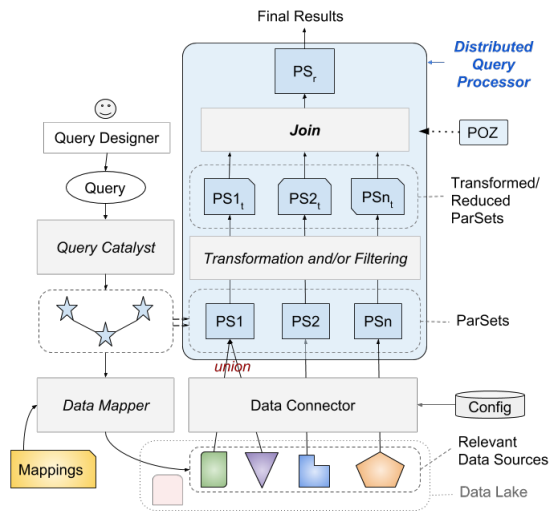 Final Results
PSr
Distributed
Query
Processor
Query Designer
Join
POZ
Query
PS1t
PS2t
PSnt
Transformed/
Reduced
ParSets
Query Catalyst
Transformation and/or Filtering
PS1
PS2
PSn
ParSets
union
Data Mapper
Data Connector
Config
Mappings
Relevant
Data Sources
Data Lake